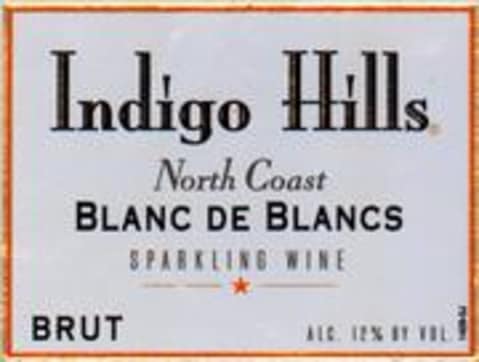 Indigo Hills
North Coast
BLANC DE BLANCS
SPARKLING WINE
BRUT
ALC. 12% BY VOL.